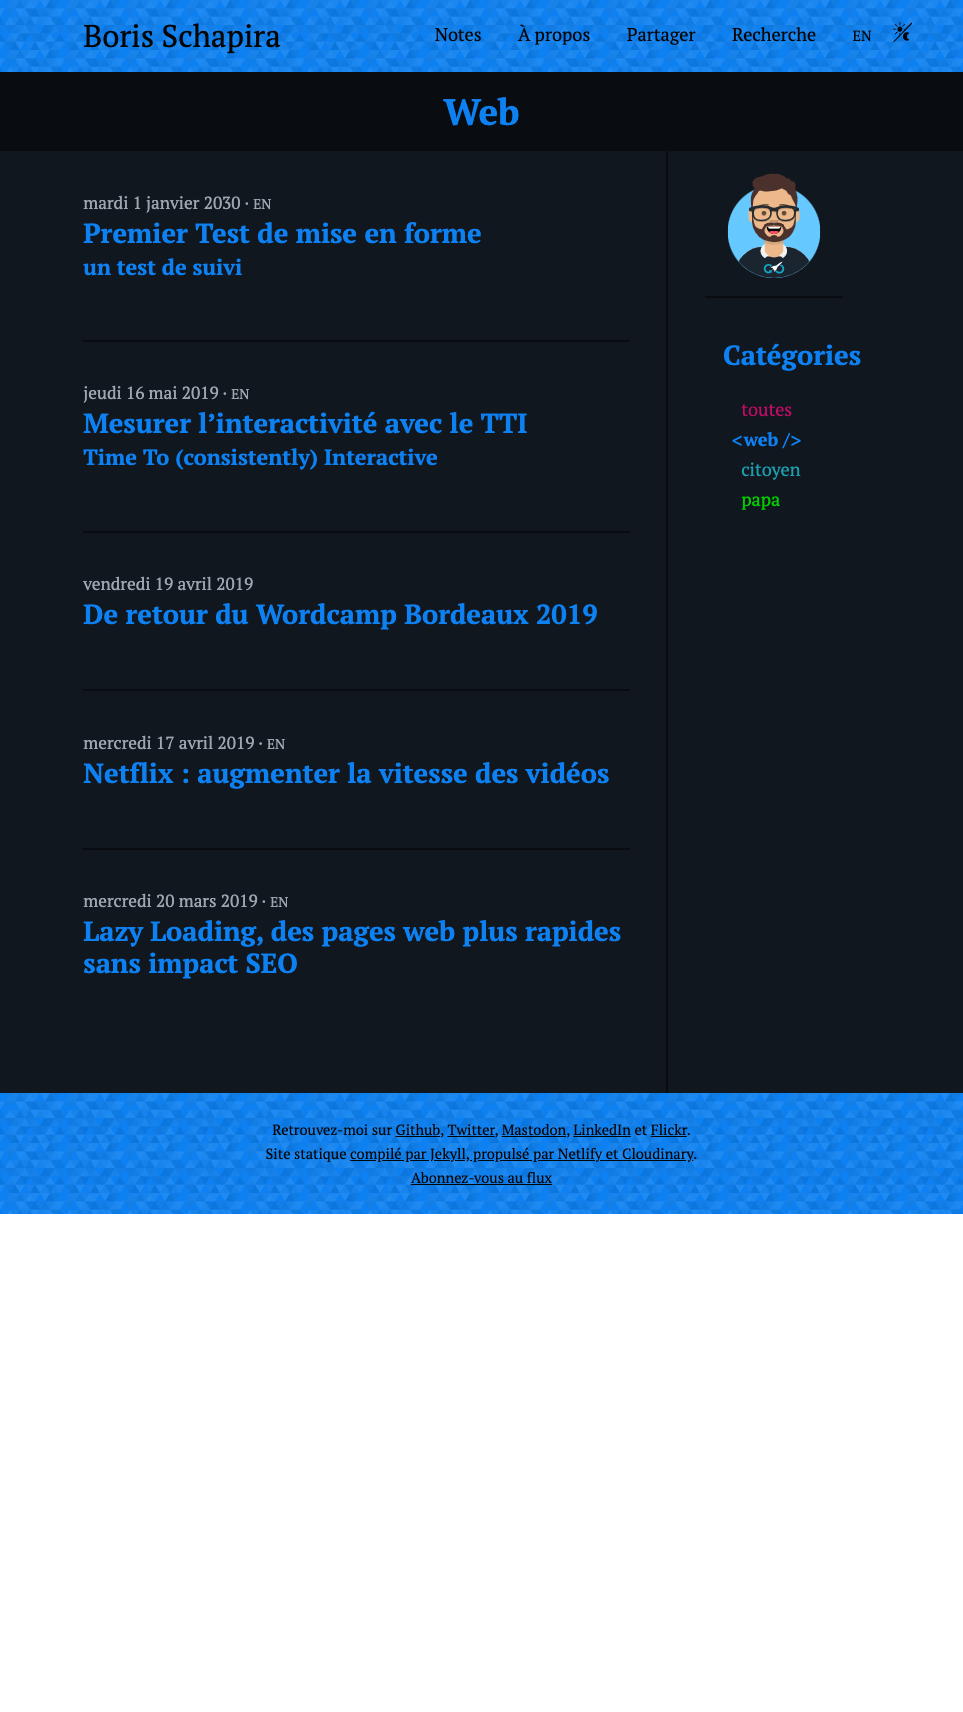 Boris Schapira
Notes À propos Partager Recherche EN
Web
mardi 1 janvier 2030 · EN
Premier Test de mise en forme
un test de suivi
jeudi 16 mai 2019 · EN
Mesurer l’interactivité avec le TTI
Time To (consistently) Interactive
vendredi 19 avril 2019
De retour du Wordcamp Bordeaux 2019
mercredi 17 avril 2019 · EN
Netflix : augmenter la vitesse des vidéos
mercredi 20 mars 2019 · EN
Lazy Loading, des pages web plus rapides
sans impact SEO
Catégories
toutes
<web />
citoyen
papa
Retrouvez-moi sur Github, Twitter, Mastodon, LinkedIn et Flickr.
Site statique compilé par Jekyll, propulsé par Netlify et Cloudinary.
Abonnez-vous au flux